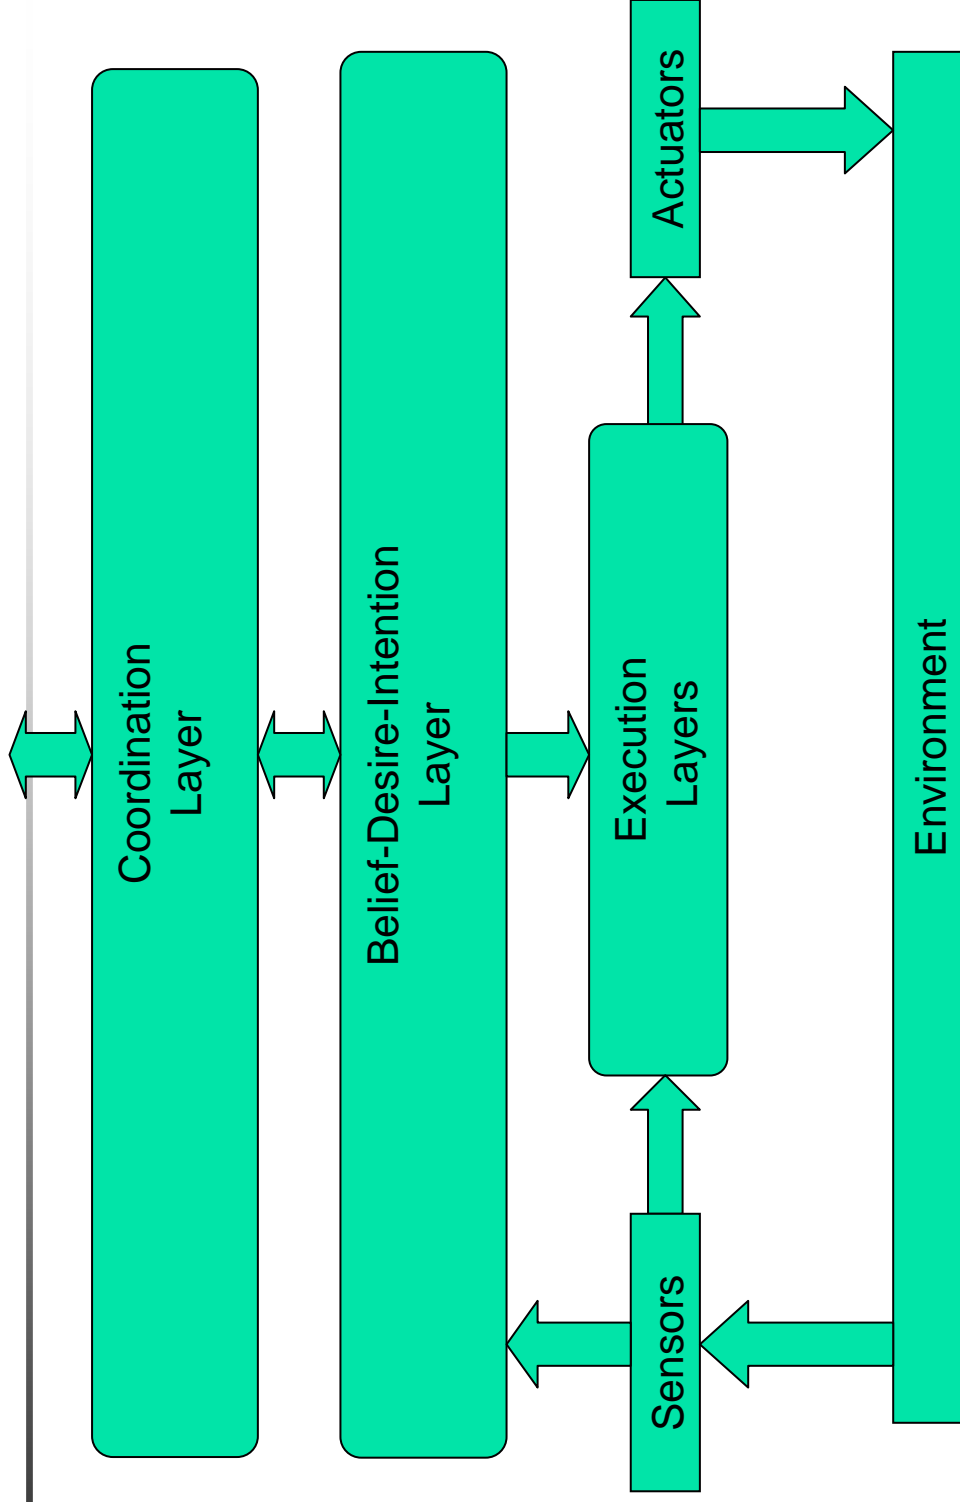 Coordination
Layer
Belief-Desire-Intention
Layer
Sensors
Execution
Layers
Actuators
Environment